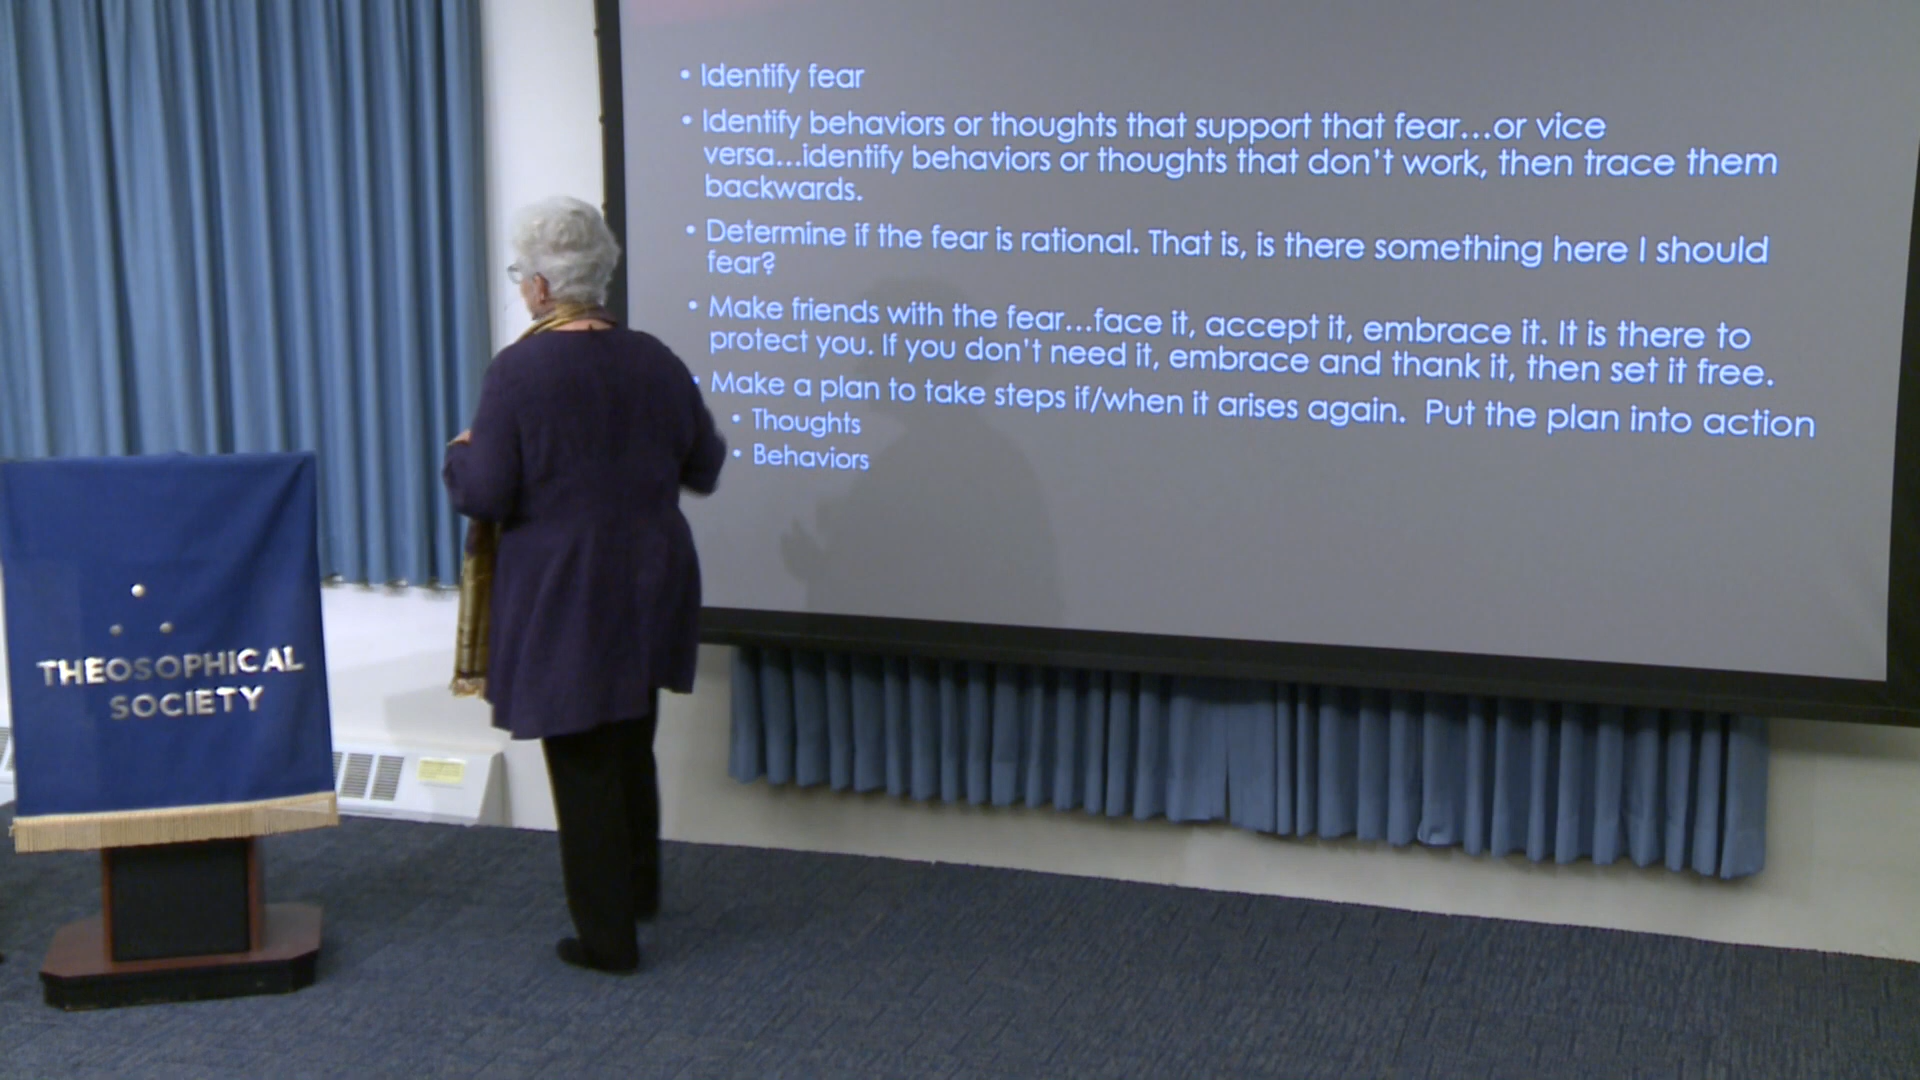 • Identify fear
• Identify behaviors or thoughts that support that fear...or vice
versa...identify behaviors or thoughts that don't work, then trace them
backwards.
• Determine if the fear is rational. That is, is there something here I should
fear?
• Make friends with the fear...face it, accept it, embrace it. It is there to
protect you. If you don't need it, embrace and thank it, then set it free.
• Make a plan to take steps if/when it arises again. Put the plan into action
• Thoughts
• Behaviors
THEOSOPHICAL
SOCIETY